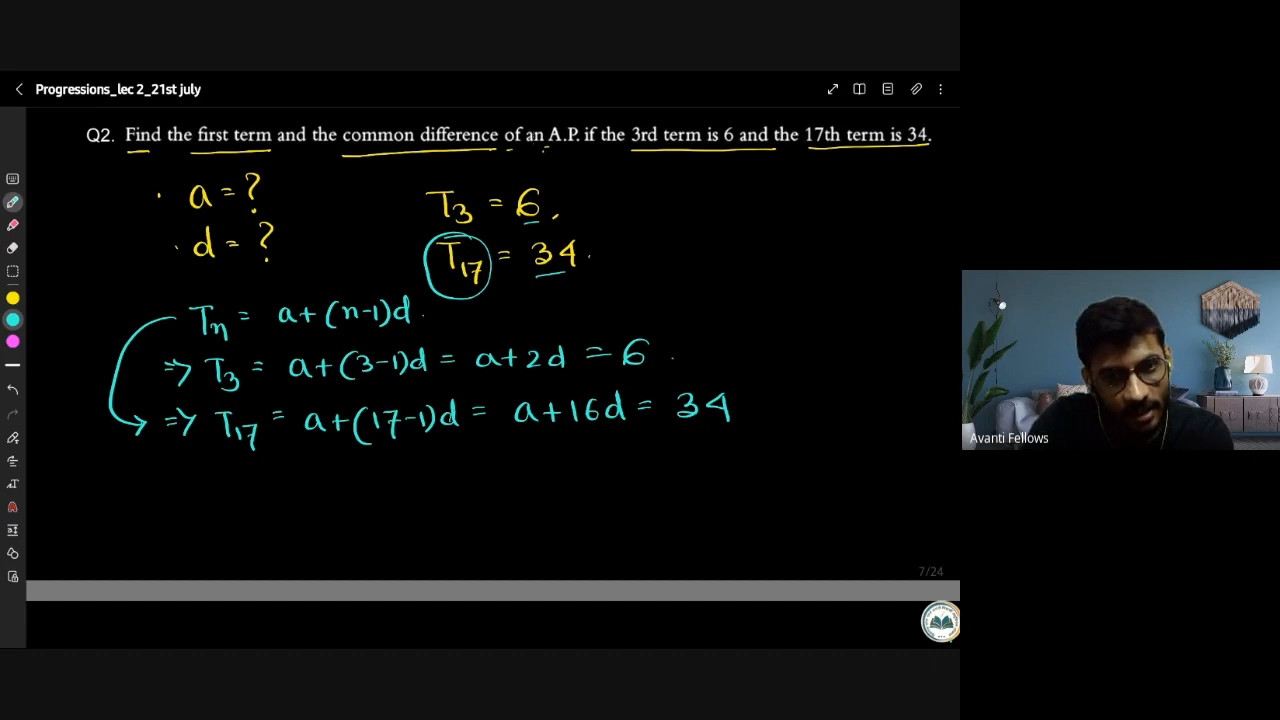 Progressions_lec 2_21st july
Q2. Find the first term and the common difference of an A.P. if the 3rd term is 6 and the 17th term is 34.
. a = ?
. d = ?
T₃ = 6.
T₁₇ = 34.
Tₙ = a+(n-1)d.
=> T₃ = a+(3-1)d = a+2d = 6.
=> T₁₇ = a+(17-1)d = a+16d = 34
7/24
Avanti Fellows